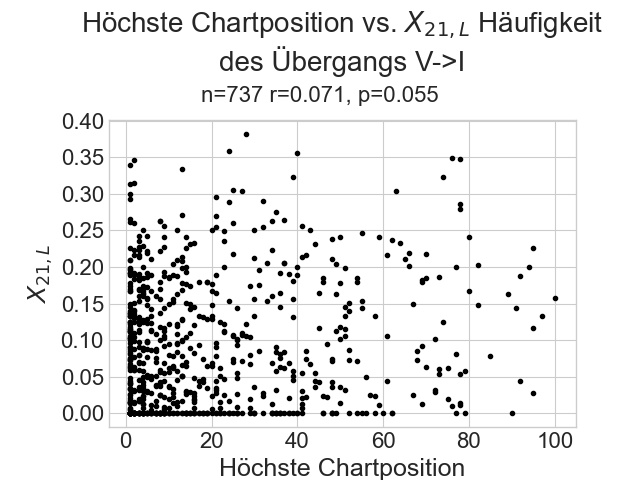 Höchste Chartposition vs. X₂₁,L Häufigkeit
des Übergangs V->I
n=737 r=0.071, p=0.055
0.40
0.35
0.30
0.25
0.20
0.15
0.10
0.05
0.00
X₂₁,L
0 20 40 60 80 100
Höchste Chartposition